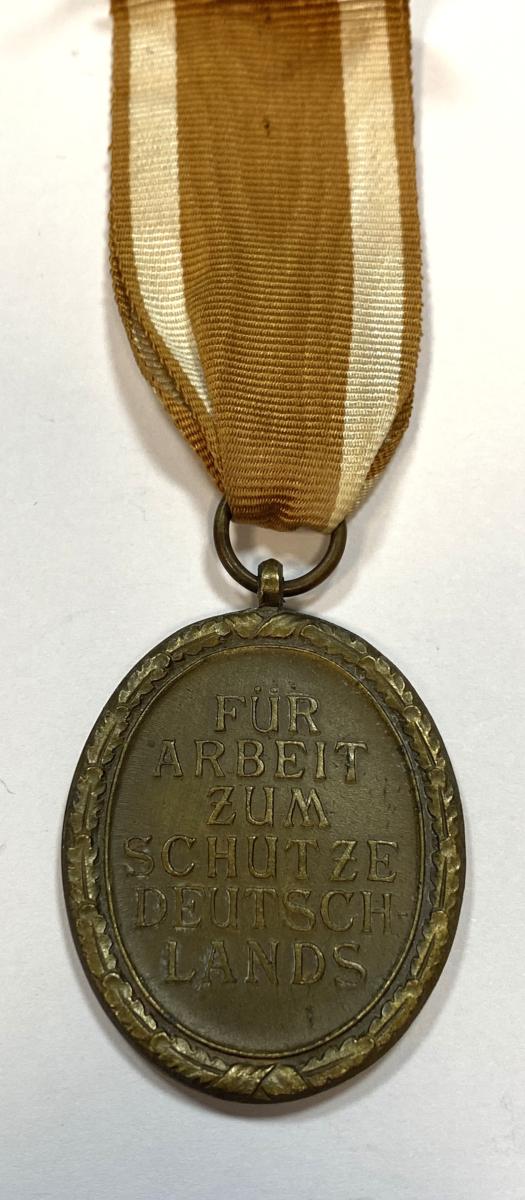 FÜR
ARBEIT
ZUM
SCHUTZE
DEUTSCH
LANDS